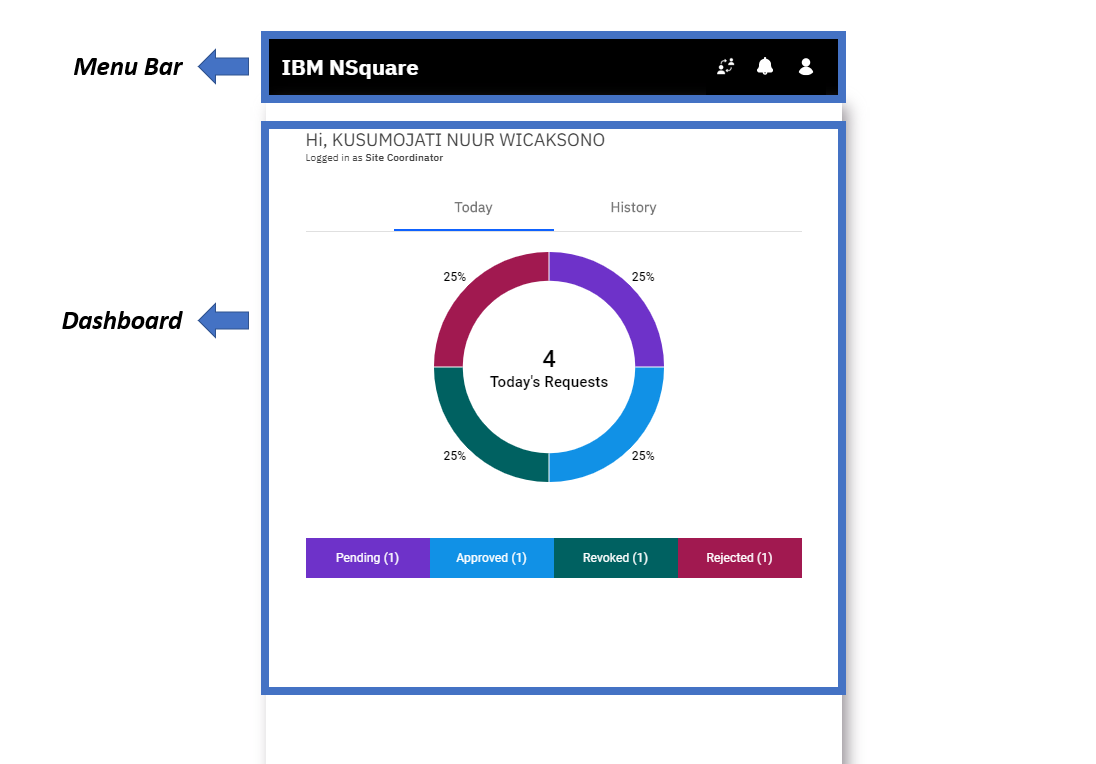 Menu Bar
IBM NSquare
Hi, KUSUMOJATI NUUR WICAKSONO
Logged in as Site Coordinator
Today History
25% 25%
Dashboard
4
Today's Requests
25% 25%
Pending (1) Approved (1) Revoked (1) Rejected (1)